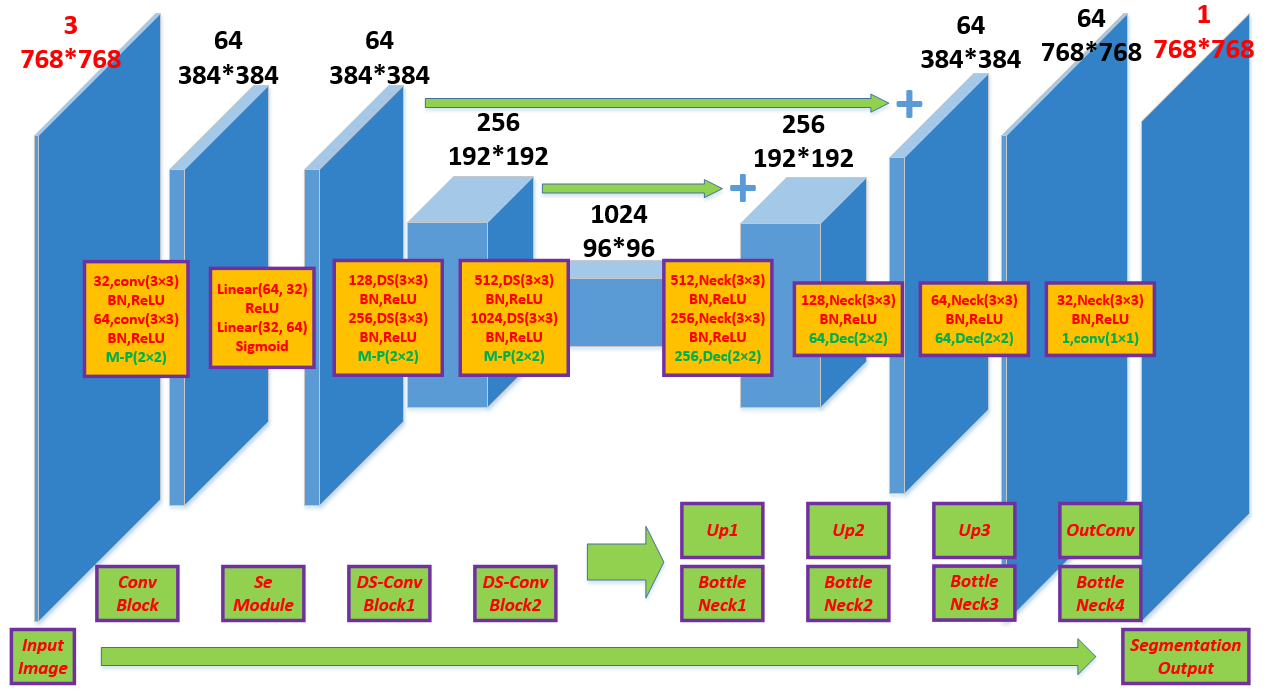 3
768*768
64
384*384
64
384*384
256
192*192
1024
96*96
256
192*192
64
384*384
64
768*768
1
768*768
+
+
32,conv(3×3)
BN,ReLU
64,conv(3×3)
BN,ReLU
M-P(2×2)
Linear(64, 32)
ReLU
Linear(32, 64)
Sigmoid
128,DS(3×3)
BN,ReLU
256,DS(3×3)
BN,ReLU
M-P(2×2)
512,DS(3×3)
BN,ReLU
1024,DS(3×3)
BN,ReLU
M-P(2×2)
512,Neck(3×3)
BN,ReLU
256,Neck(3×3)
BN,ReLU
256,Dec(2×2)
128,Neck(3×3)
BN,ReLU
64,Dec(2×2)
64,Neck(3×3)
BN,ReLU
64,Dec(2×2)
32,Neck(3×3)
BN,ReLU
1,conv(1×1)
Up1
Up2
Up3
OutConv
Conv
Block
Se
Module
DS-Conv
Block1
DS-Conv
Block2
Bottle
Neck1
Bottle
Neck2
Bottle
Neck3
Bottle
Neck4
Input
Image
Segmentation
Output